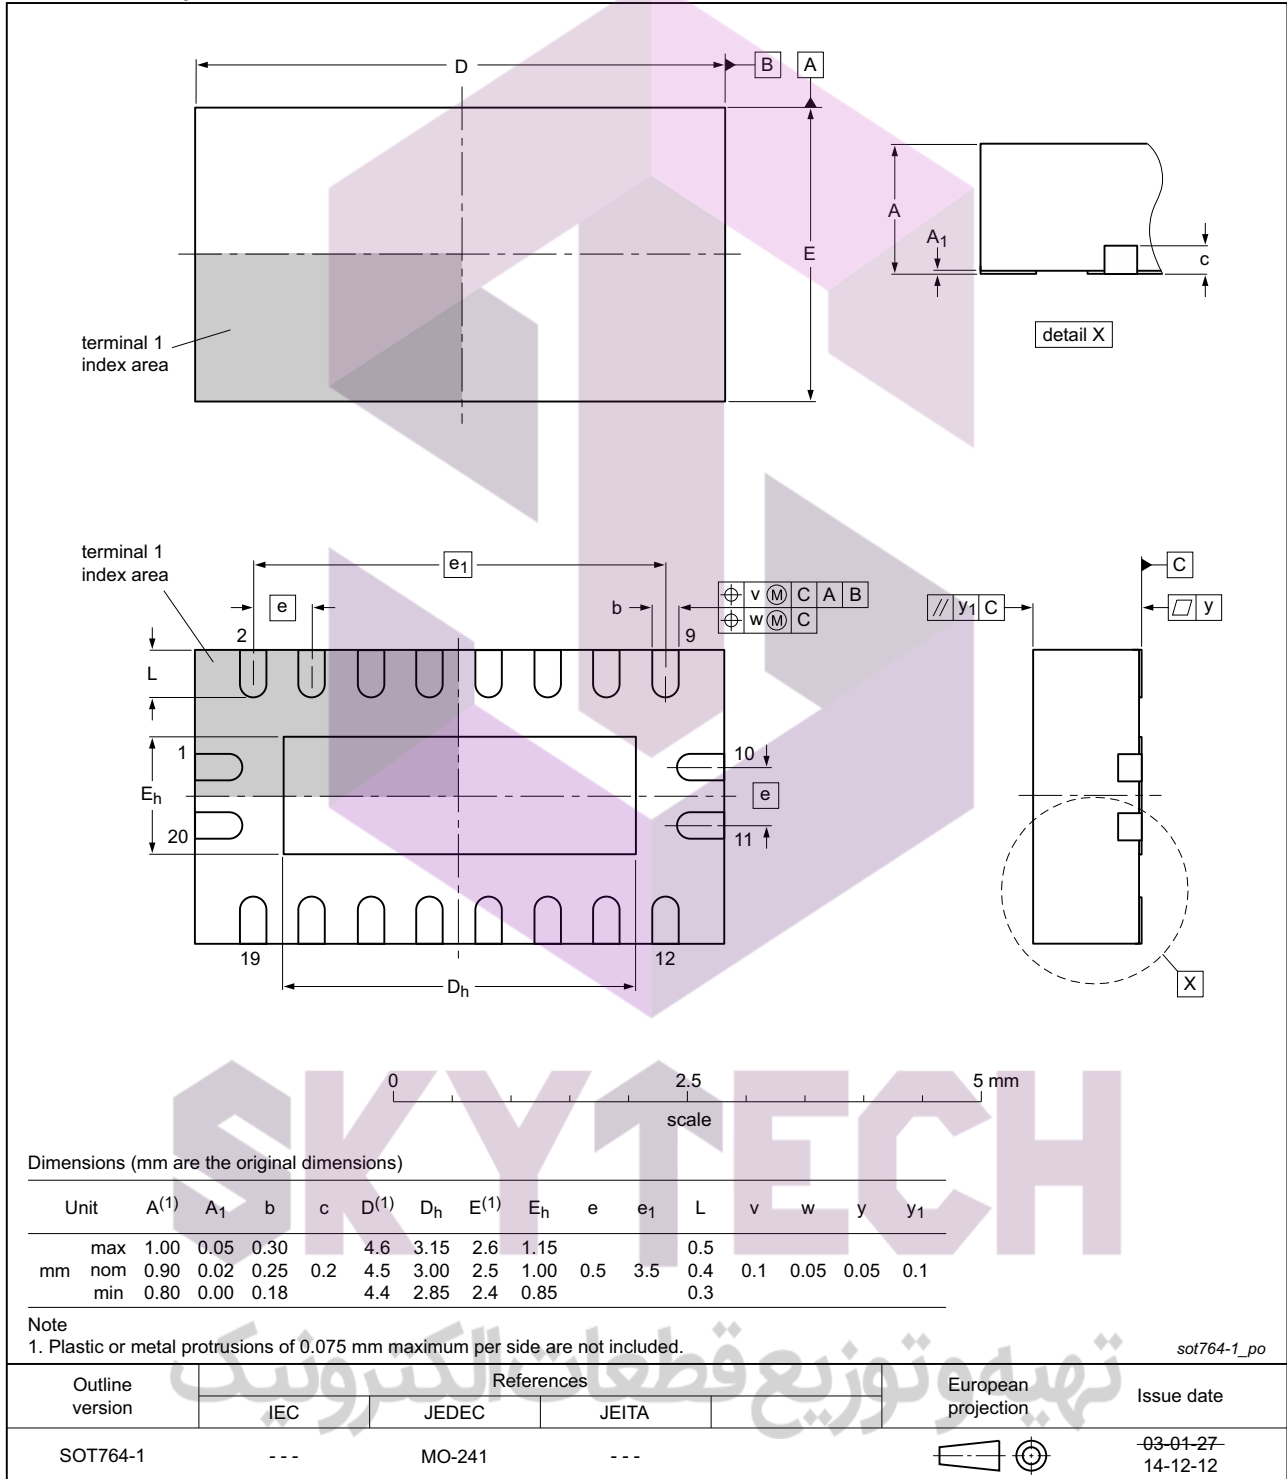 D
B
A
E
terminal 1
index area
A
A1
c
detail X
terminal 1
index area
e1
e
b
v Ⓜ C A B
w Ⓜ C
// y1 C
C
y
2
9
L
1
10
Eh
e
20
11
19
12
Dh
X
0 2.5 5 mm
scale
SKYTECH
Dimensions (mm are the original dimensions)
Unit A(1) A1 b c D(1) Dh E(1) Eh e e1 L v w y y1
max 1.00 0.05 0.30 4.6 3.15 2.6 1.15 0.5
mm nom 0.90 0.02 0.25 0.2 4.5 3.00 2.5 1.00 0.5 3.5 0.4 0.1 0.05 0.05 0.1
min 0.80 0.00 0.18 4.4 2.85 2.4 0.85 0.3
Note
1. Plastic or metal protrusions of 0.075 mm maximum per side are not included.
sot764-1_po
تهیه و توزیع قطعات الکترونیک
Outline version References European projection Issue date
IEC JEDEC JEITA
SOT764-1 - - - MO-241 - - - 03-01-27
14-12-12